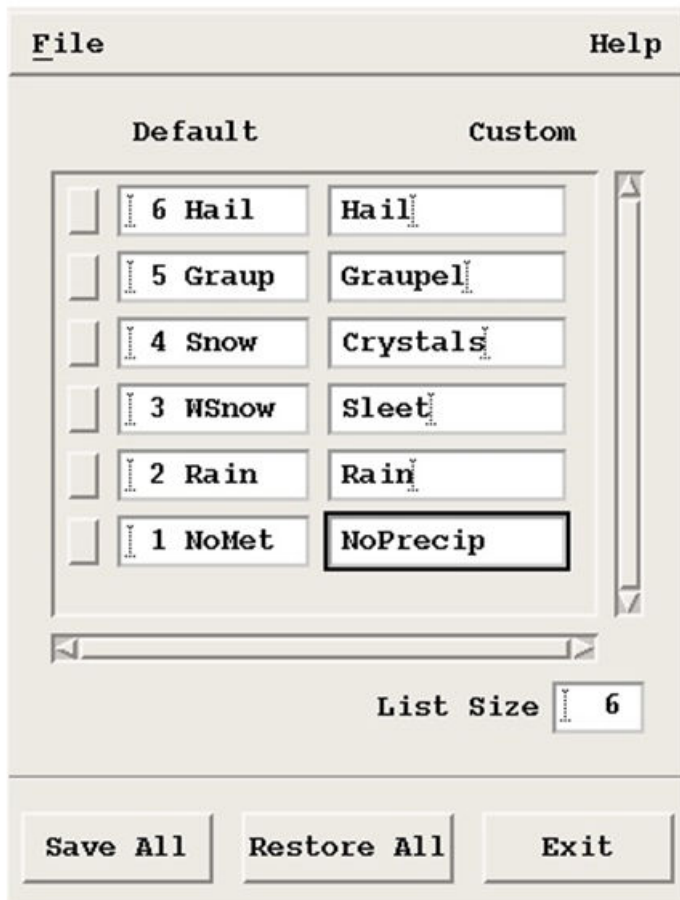 File Help
Default Custom
6 Hail Hail
5 Graup Graupel
4 Snow Crystals
3 WSnow Sleet
2 Rain Rain
1 NoMet NoPrecip
List Size 6
Save All Restore All Exit